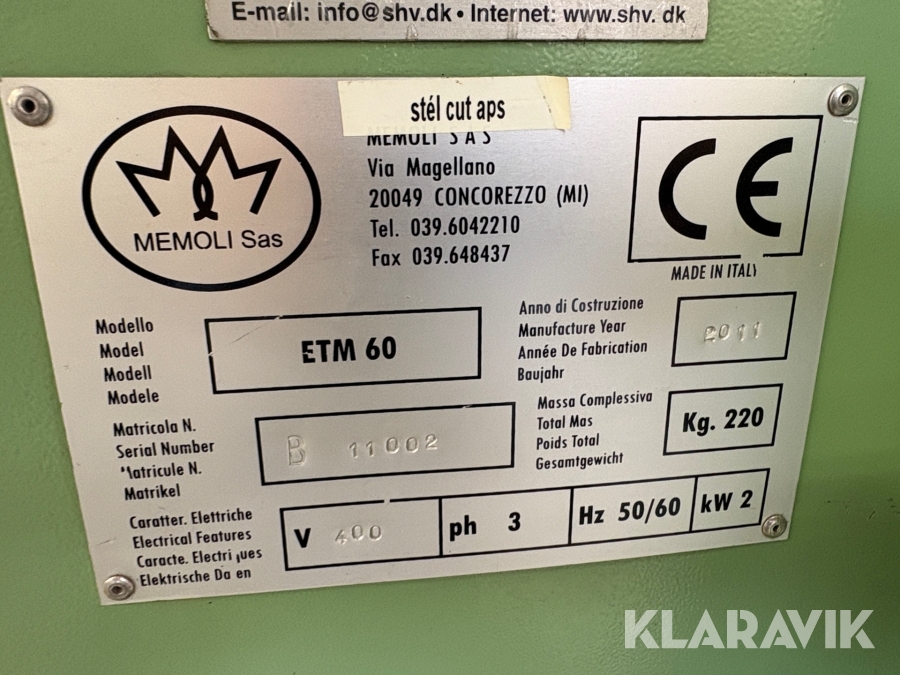 E-mail: info@shv.dk • Internet: www.shv. dk
stél cut aps
MEMOLI Sas
MEMOLI S A S
Via Magellano
20049 CONCOREZZO (MI)
Tel. 039.6042210
Fax 039.648437
CE
MADE IN ITALY
Modello
Model
Modell
Modele
ETM 60
Anno di Costruzione
Manufacture Year
Année De Fabrication
Baujahr
2011
Matricola N.
Serial Number
Matricule N.
Matrikel
B 11002
Massa Complessiva
Total Mas
Poids Total
Gesamtgewicht
Kg. 220
Caratter. Elettriche
Electrical Features
Caracte. Electriques
Elektrische Da en
V 400
ph 3
Hz 50/60
kW 2
KLARAVIK